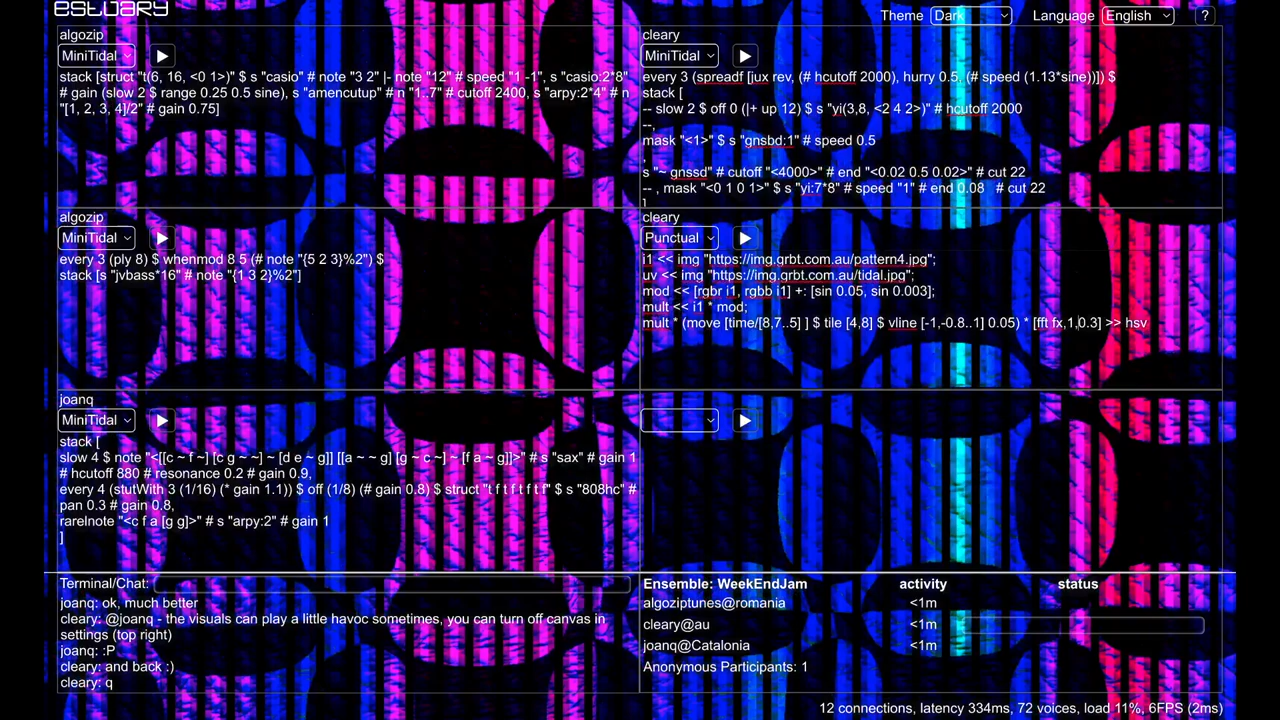 estuary
Theme Dark Language English ?
algozip
MiniTidal
stack [struct "t(6, 16, <0 1>)" $ s "casio" # note "3 2" |- note "12" # speed "1 -1", s "casio:2*8"
# gain (slow 2 $ range 0.25 0.5 sine), s "amencutup" # n "1..7" # cutoff 2400, s "arpy:2*4" # n
"[1, 2, 3, 4]/2" # gain 0.75]
cleary
MiniTidal
every 3 (spreadf [jux rev, (# hcutoff 2000), hurry 0.5, (# speed (1.13*sine))]) $
stack [
-- slow 2 $ off 0 (|+ up 12) $ s "yi(3,8, <2 4 2>)" # hcutoff 2000
--,
mask "<1>" $ s "gnsbd:1" # speed 0.5
,
s "~ gnssd" # cutoff "<4000>" # end "<0.02 0.5 0.02>" # cut 22
-- , mask "<0 1 0 1>" $ s "yi:7*8" # speed "1" # end 0.08 # cut 22
]
algozip
MiniTidal
every 3 (ply 8) $ whenmod 8 5 (# note "{5 2 3}%2") $
stack [s "jvbass*16" # note "{1 3 2}%2"]
cleary
Punctual
i1 << img "https://img.grbt.com.au/pattern4.jpg";
uv << img "https://img.grbt.com.au/tidal.jpg";
mod << [rgbr i1, rgbb i1] +: [sin 0.05, sin 0.003];
mult << i1 * mod;
mult * (move [time/[8,7..5] ] $ tile [4,8] $ vline [-1,-0.8..1] 0.05) * [fft fx,1,0.3] >> hsv
joanq
MiniTidal
stack [
slow 4 $ note "<[[c ~ f ~] [c g ~ ~] ~ [d e ~ g]] [[a ~ ~ g] [g ~ c ~] ~ [f a ~ g]]>" # s "sax" # gain 1
# hcutoff 880 # resonance 0.2 # gain 0.9,
every 4 (stutWith 3 (1/16) (* gain 1.1)) $ off (1/8) (# gain 0.8) $ struct "t f t f t f t f" $ s "808hc" #
pan 0.3 # gain 0.8,
rarelnote "<c f a [g g]>" # s "arpy:2" # gain 1
]
Terminal/Chat:
joanq: ok, much better
cleary: @joanq - the visuals can play a little havoc sometimes, you can turn off canvas in
settings (top right)
joanq: :P
cleary: and back :)
cleary: q
Ensemble: WeekEndJam activity status
algoziptunes@romania <1m
cleary@au <1m
joanq@Catalonia <1m
Anonymous Participants: 1
12 connections, latency 334ms, 72 voices, load 11%, 6FPS (2ms)